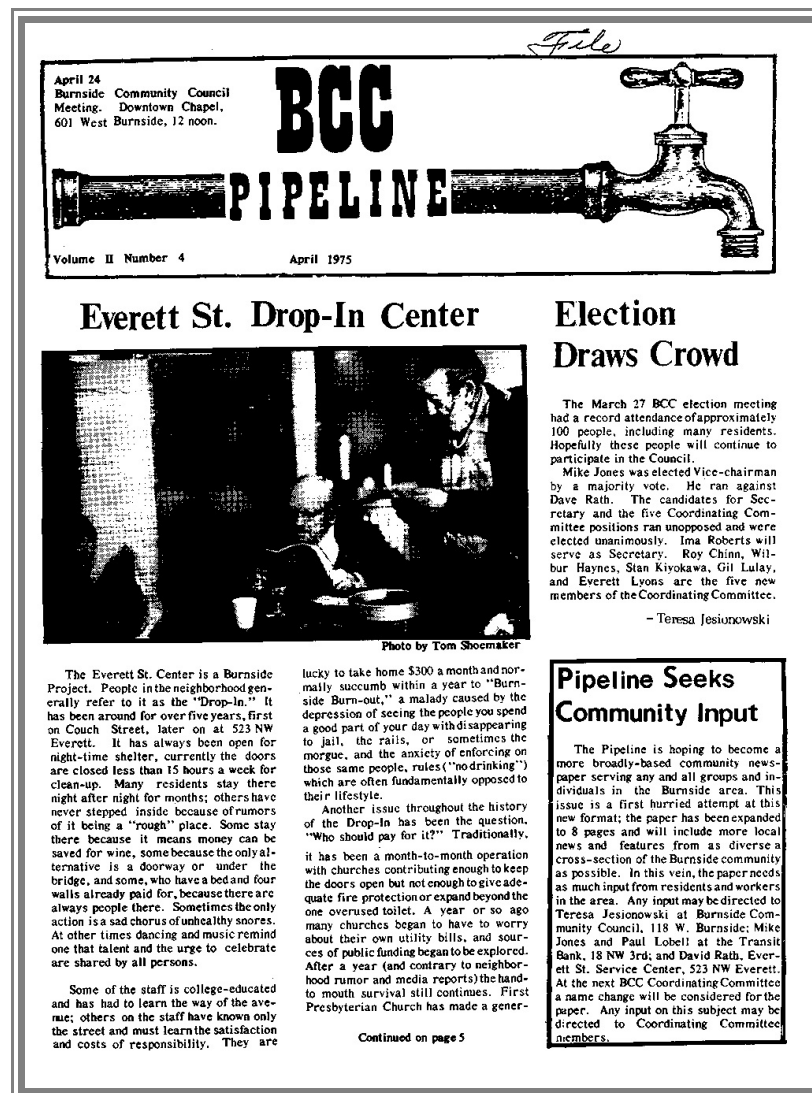 File
April 24
Burnside Community Council
Meeting. Downtown Chapel,
601 West Burnside, 12 noon.
BCC
PIPELINE
Volume II Number 4
April 1975
Everett St. Drop-In Center
Photo by Tom Shoemaker
The Everett St. Center is a Burnside
Project. People in the neighborhood gen-
erally refer to it as the "Drop-In." It
has been around for over five years, first
on Couch Street, later on at 523 NW
Everett. It has always been open for
night-time shelter, currently the doors
are closed less than 15 hours a week for
clean-up. Many residents stay there
night after night for months; others have
never stepped inside because of rumors
of it being a "rough" place. Some stay
there because it means money can be
saved for wine, some because the only al-
ternative is a doorway or under the
bridge, and some, who have a bed and four
walls already paid for, because there are
always people there. Sometimes the only
action is a sad chorus of unhealthy snores.
At other times dancing and music remind
one that talent and the urge to celebrate
are shared by all persons.
Some of the staff is college-educated
and has had to learn the way of the ave-
nue; others on the staff have known only
the street and must learn the satisfaction
and costs of responsibility. They are
lucky to take home $300 a month and nor-
mally succumb within a year to "Burn-
side Burn-out," a malady caused by the
depression of seeing the people you spend
a good part of your day with disappearing
to jail, the rails, or sometimes the
morgue, and the anxiety of enforcing on
those same people, rules ("no drinking")
which are often fundamentally opposed to
their lifestyle.
Another issue throughout the history
of the Drop-In has been the question,
"Who should pay for it?" Traditionally,
it has been a month-to-month operation
with churches contributing enough to keep
the doors open but not enough to give ade-
quate fire protection or expand beyond the
one overused toilet. A year or so ago
many churches began to have to worry
about their own utility bills, and sour-
ces of public funding began to be explored.
After a year (and contrary to neighbor-
hood rumor and media reports) the hand-
to mouth survival still continues. First
Presbyterian Church has made a gener-
Continued on page 5
Election
Draws Crowd
The March 27 BCC election meeting
had a record attendance of approximately
100 people, including many residents.
Hopefully these people will continue to
participate in the Council.
Mike Jones was elected Vice-chairman
by a majority vote. He ran against
Dave Rath. The candidates for Sec-
retary and the five Coordinating Com-
mittee positions ran unopposed and were
elected unanimously. Ima Roberts will
serve as Secretary. Roy Chinn, Wil-
bur Haynes, Stan Kiyokawa, Gil Lulay,
and Everett Lyons are the five new
members of the Coordinating Committee.
- Teresa Jesionowski
Pipeline Seeks
Community Input
The Pipeline is hoping to become a
more broadly-based community news-
paper serving any and all groups and in-
dividuals in the Burnside area. This
issue is a first hurried attempt at this
new format; the paper has been expanded
to 8 pages and will include more local
news and features from as diverse a
cross-section of the Burnside community
as possible. In this vein, the paper needs
as much input from residents and workers
in the area. Any input may be directed to
Teresa Jesionowski at Burnside Com-
munity Council, 118 W. Burnside; Mike
Jones and Paul Lobell at the Transit
Bank, 18 NW 3rd; and David Rath, Ever-
ett St. Service Center, 523 NW Everett.
At the next BCC Coordinating Committee
a name change will be considered for the
paper. Any input on this subject may be
directed to Coordinating Committee
members.